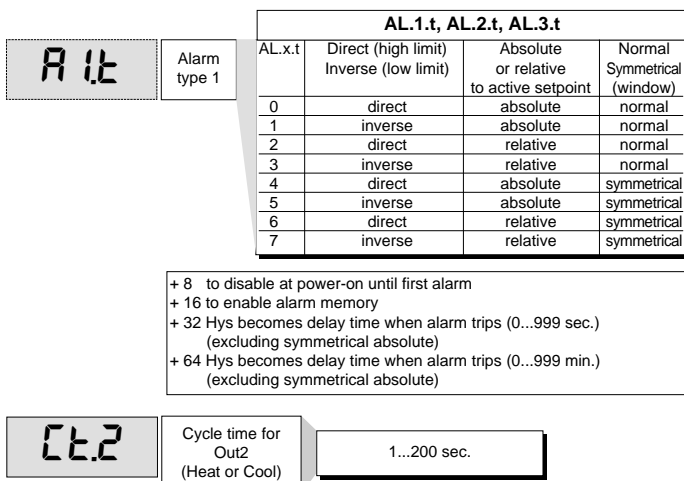 AL.1.t, AL.2.t, AL.3.t
A1.t
Alarm
type 1
AL.x.t Direct (high limit) Absolute Normal
Inverse (low limit) or relative Symmetrical
to active setpoint (window)
0 direct absolute normal
1 inverse absolute normal
2 direct relative normal
3 inverse relative normal
4 direct absolute symmetrical
5 inverse absolute symmetrical
6 direct relative symmetrical
7 inverse relative symmetrical
+ 8 to disable at power-on until first alarm
+ 16 to enable alarm memory
+ 32 Hys becomes delay time when alarm trips (0...999 sec.)
(excluding symmetrical absolute)
+ 64 Hys becomes delay time when alarm trips (0...999 min.)
(excluding symmetrical absolute)
Ct.2
Cycle time for
Out2
(Heat or Cool)
1...200 sec.